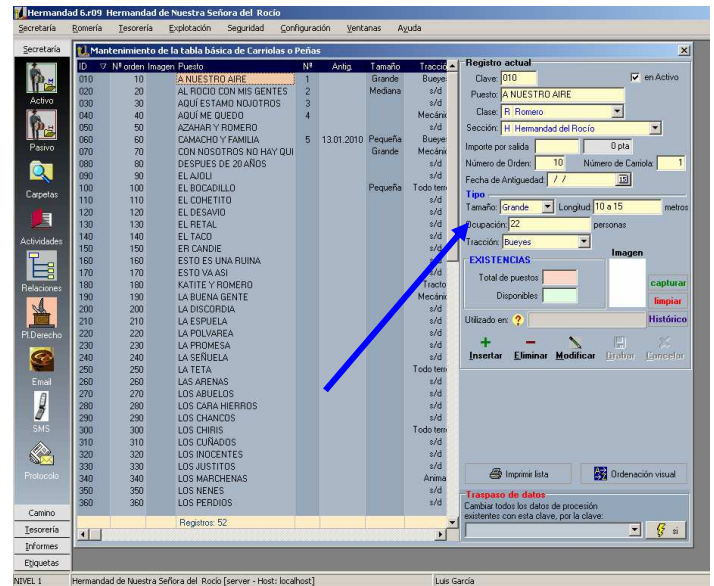 Hermandad 6.r09 Hermandad de Nuestra Señora del Rocío
Secretaría Romería Tesorería Explotación Seguridad Configuración Ventanas Ayuda
Secretaría
Activo
Pasivo
Carpetas
Actividades
Relaciones
Pl.Derecho
Email
SMS
Protocolo
Camino
Tesorería
Informes
Etiquetas
Mantenimiento de la tabla básica de Carriolas o Peñas
ID Nº orden Imagen Puesto Nº Antig. Tamaño Tracció
010 10 A NUESTRO AIRE 1 Grande Bueye
020 20 AL ROCIO CON MIS GENTES 2 Mediana s/d
030 30 AQUÍ ESTAMO NOJOTROS 3 s/d
040 40 AQUÍ ME QUEDO 4 Mecáni
050 50 AZAHAR Y ROMERO s/d
060 60 CAMACHO Y FAMILIA 5 13.01.2010 Pequeña Bueye
070 70 CON NOSOTROS NO HAY QUI Grande Mecáni
080 80 DESPUES DE 20 AÑOS s/d
090 90 EL AJOLI s/d
100 100 EL BOCADILLO Pequeña Todo terre
110 110 EL COHETITO s/d
120 120 EL DESAVIO s/d
130 130 EL RETAL s/d
140 140 EL TACO s/d
150 150 ER CANDIE s/d
160 160 ESTO ES UNA RUINA s/d
170 170 ESTO VA ASI s/d
180 180 KATITE Y ROMERO Tracto
190 190 LA BUENA GENTE Mecáni
200 200 LA DISCORDIA s/d
210 210 LA ESPUELA s/d
220 220 LA POLVAREA s/d
230 230 LA PROMESA s/d
240 240 LA SEÑUELA s/d
250 250 LA TETA Todo terre
260 260 LAS ARENAS s/d
270 270 LOS ABUELOS s/d
280 280 LOS CARA HIERROS s/d
290 290 LOS CHANCOS s/d
300 300 LOS CHIRIS Todo terre
310 310 LOS CUÑADOS s/d
320 320 LOS INOCENTES s/d
330 330 LOS JUSTITOS s/d
340 340 LOS MARCHENAS Anima
350 350 LOS NENES s/d
360 360 LOS PERDIOS s/d
Registros: 52
Registro actual
Clave: 010 en Activo
Puesto: A NUESTRO AIRE
Clase: R Romero
Sección: H Hermandad del Rocío
Importe por salida 0 pta
Número de Orden: 10 Número de Carriola: 1
Fecha de Antiguedad: / / 15
Tipo
Tamaño: Grande Longitud: 10 a 15 metros
Ocupación: 22 personas
Tracción: Bueyes
EXISTENCIAS Imagen
Total de puestos
Disponibles
capturar
limpiar
Utilizado en: ? Histórico
Insertar Eliminar Modificar Grabar Cancelar
Imprimir lista Ordenación visual
Traspaso de datos
Cambiar todos los datos de procesión
existentes con esta clave, por la clave:
si
NIVEL 1 Hermandad de Nuestra Señora del Rocío [server - Host: localhost] Luis García